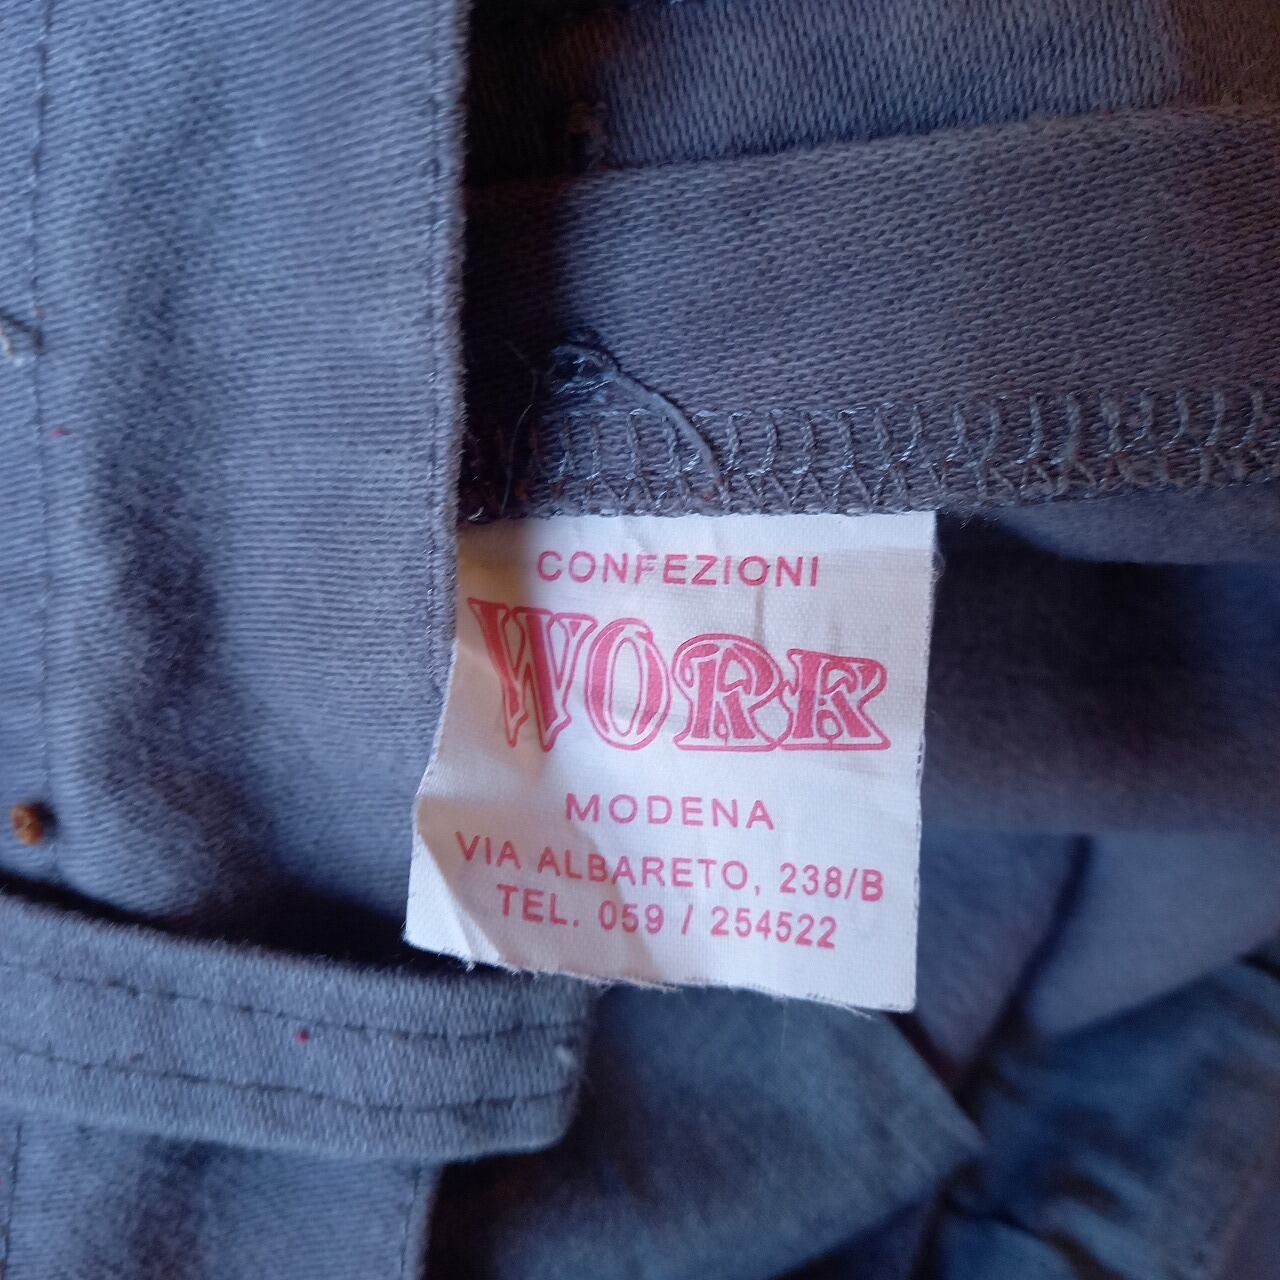 CONFEZIONI
WORK
MODENA
VIA ALBARETO, 238/B
TEL. 059 / 254522